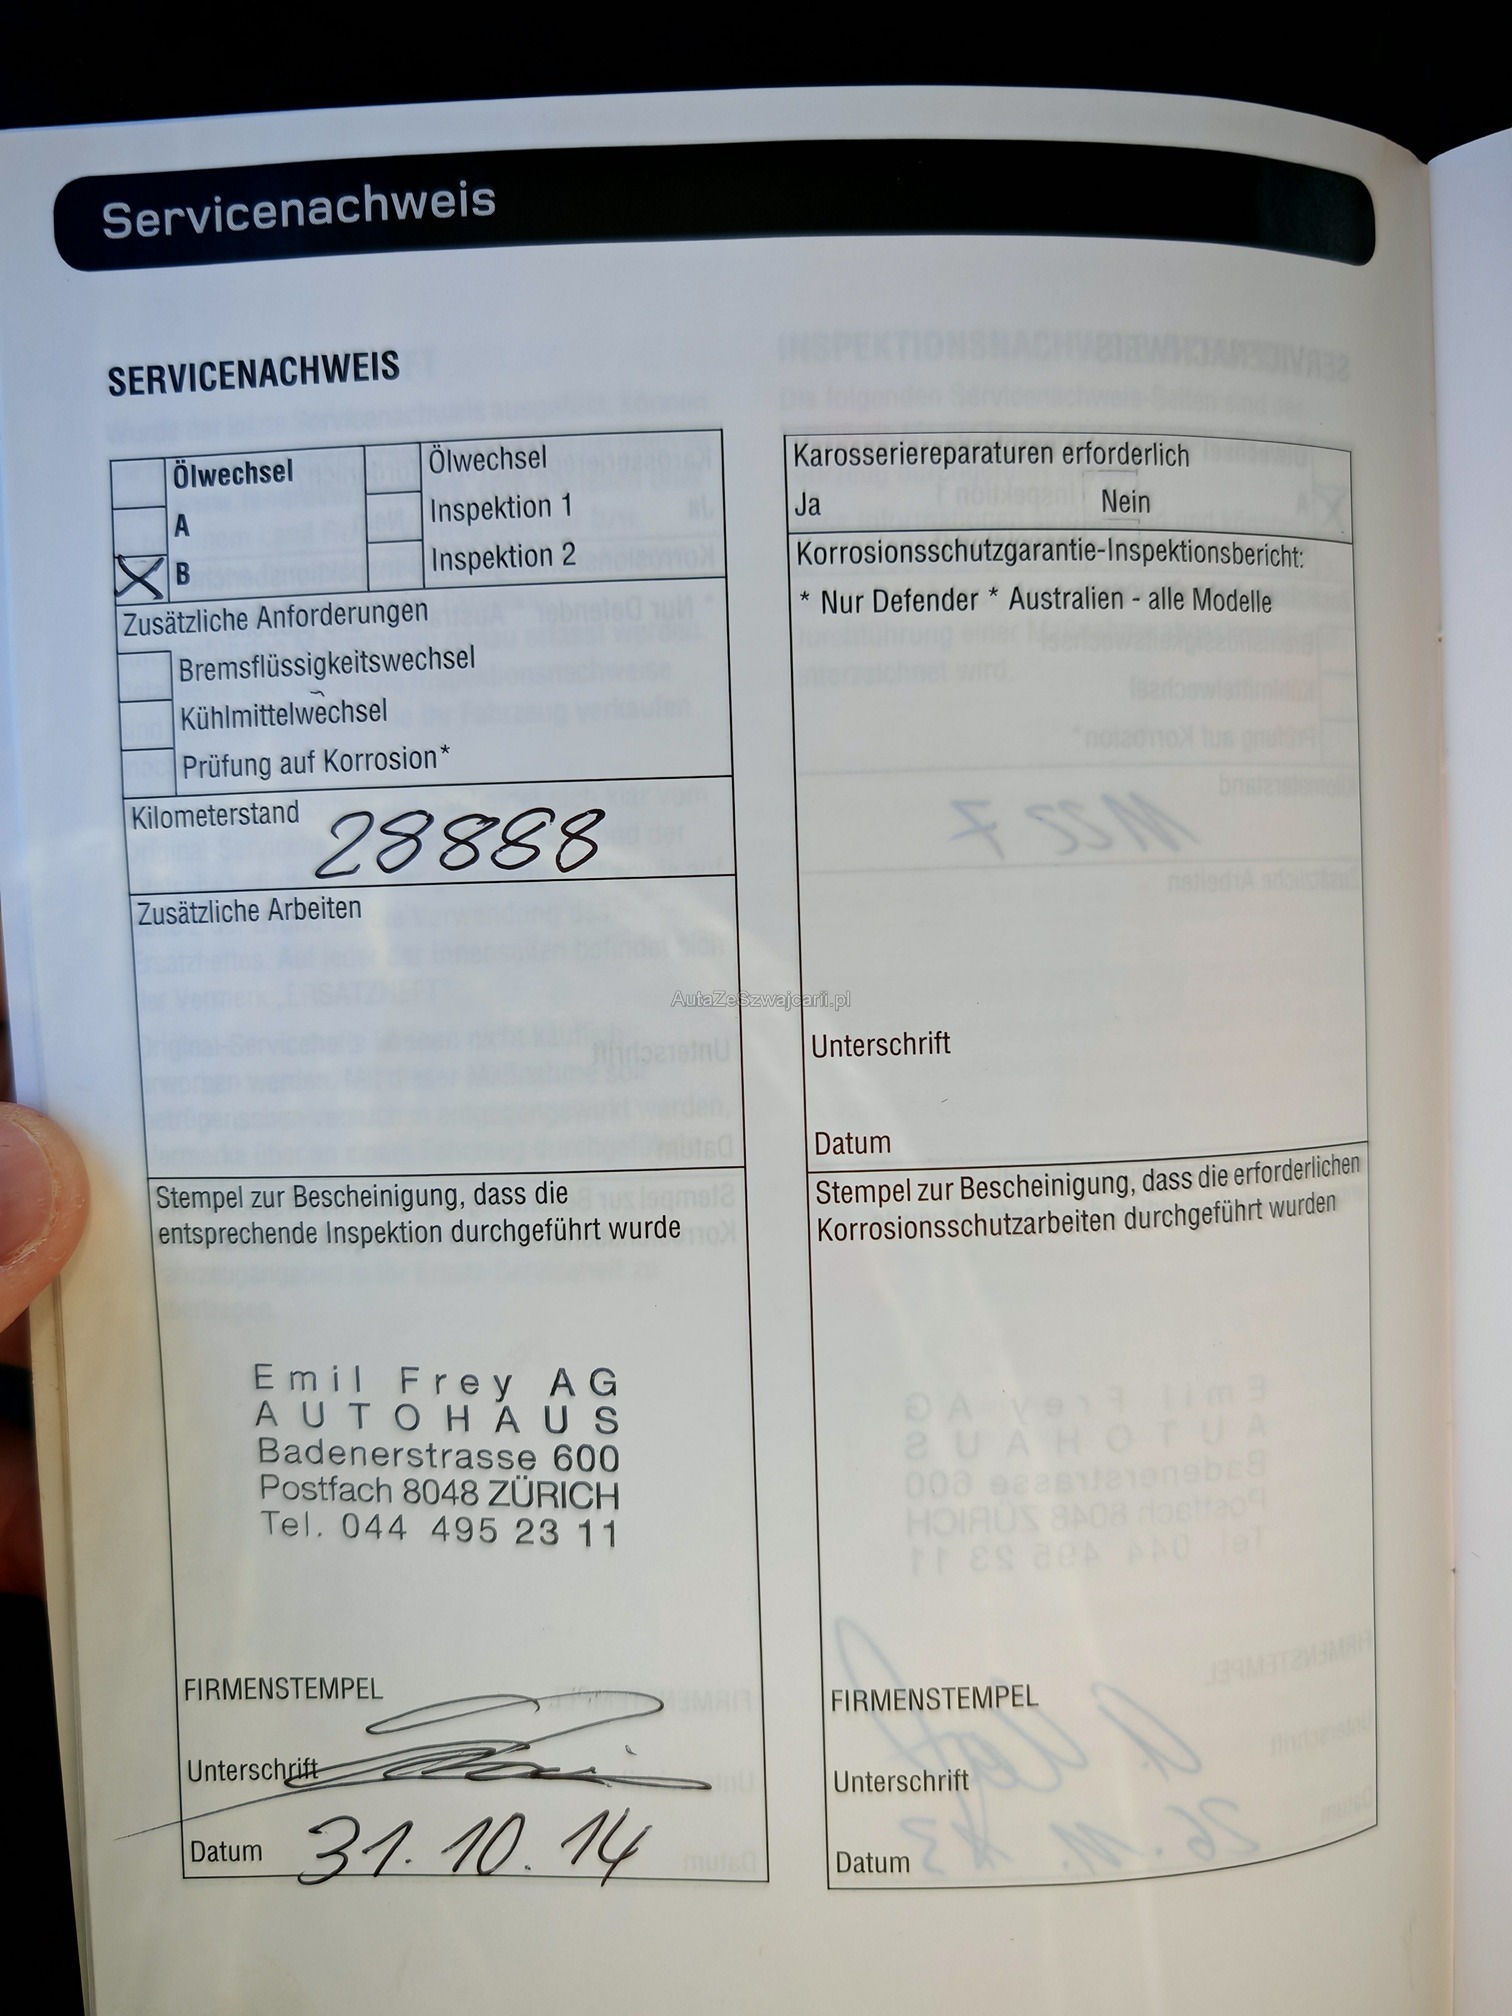 Servicenachweis
SERVICENACHWEIS
Ölwechsel
A
B
Ölwechsel
Inspektion 1
Inspektion 2
Zusätzliche Anforderungen
Bremsflüssigkeitswechsel
Kühlmittelwechsel
Prüfung auf Korrosion*
Kilometerstand 28888
Zusätzliche Arbeiten
Stempel zur Bescheinigung, dass die
entsprechende Inspektion durchgeführt wurde
Emil Frey AG
AUTOHAUS
Badenerstrasse 600
Postfach 8048 ZÜRICH
Tel. 044 495 23 11
FIRMENSTEMPEL
Unterschrift
Datum 31.10.14
Karosseriereparaturen erforderlich
Ja Nein
Korrosionsschutzgarantie-Inspektionsbericht:
* Nur Defender * Australien - alle Modelle
AutaZeSzwajcarii.pl
Unterschrift
Datum
Stempel zur Bescheinigung, dass die erforderlichen
Korrosionsschutzarbeiten durchgeführt wurden
FIRMENSTEMPEL
Unterschrift
Datum